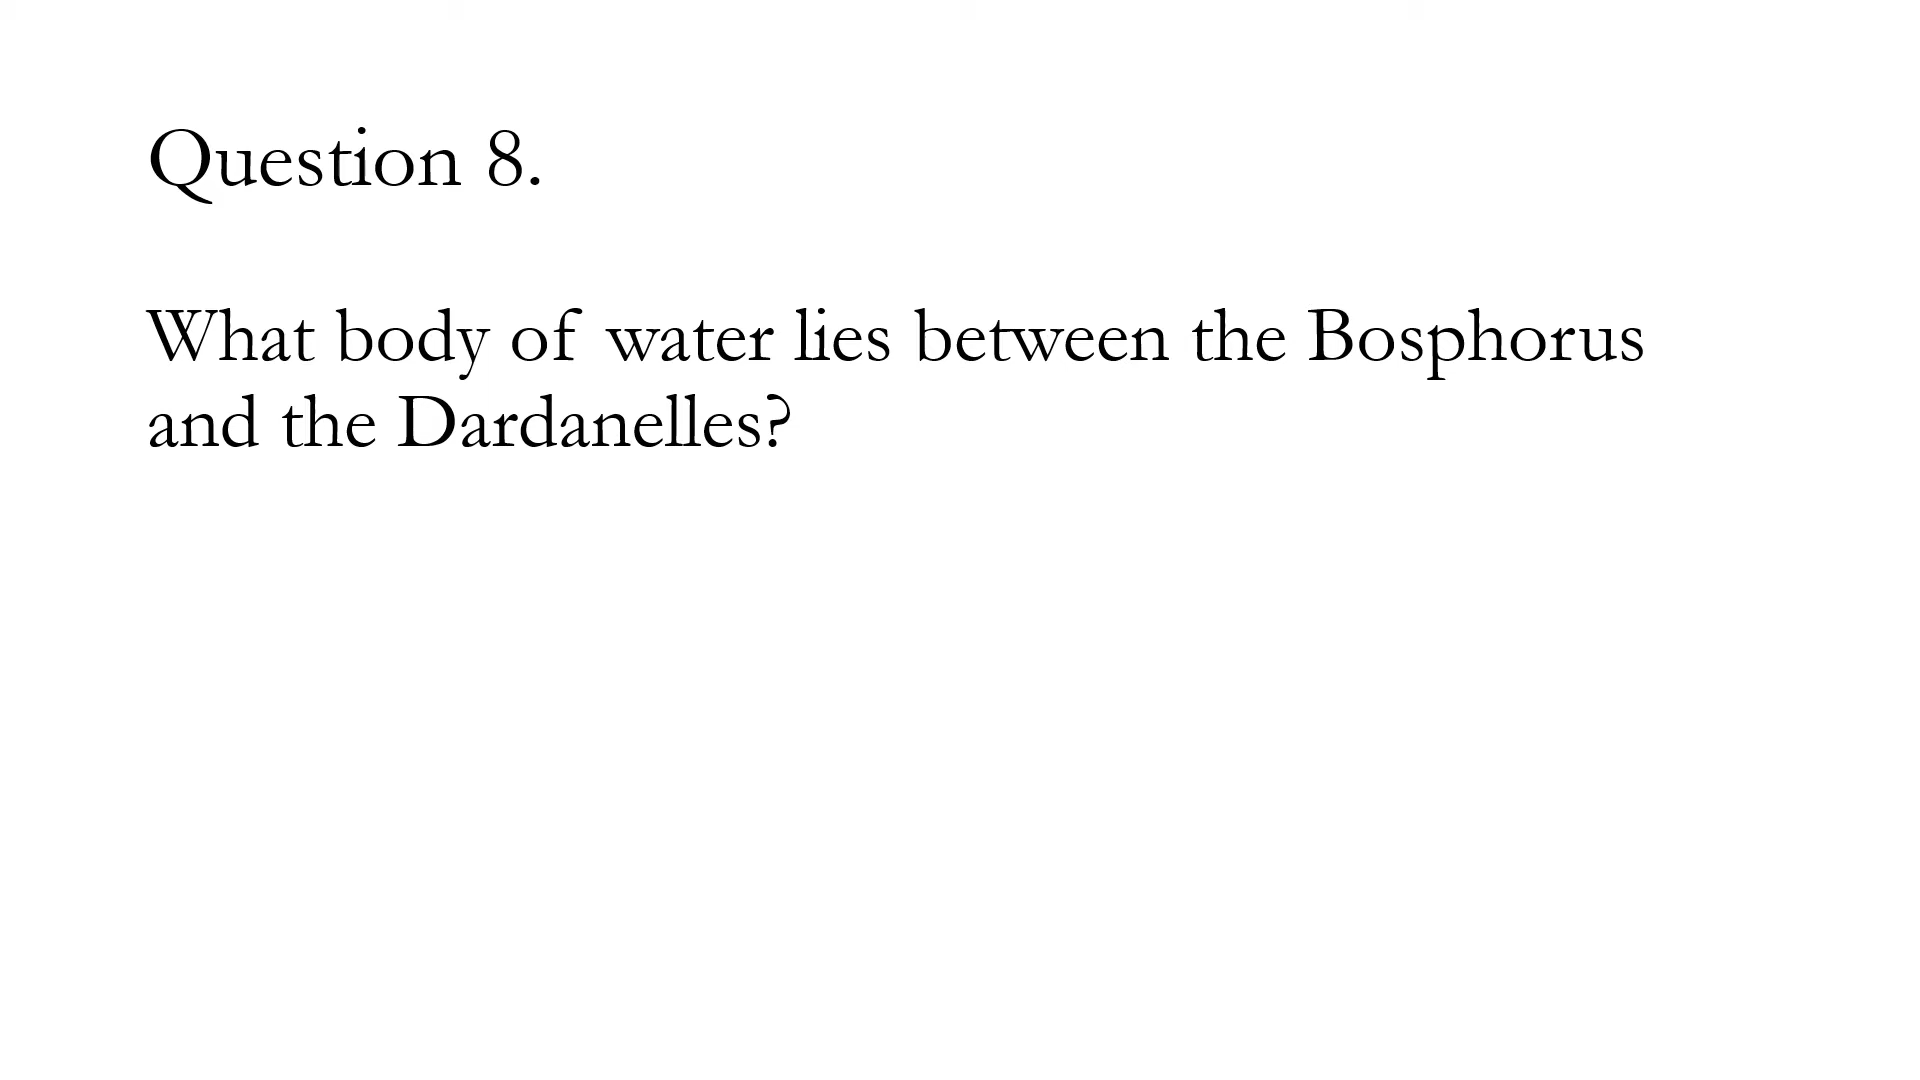 Question 8.
What body of water lies between the Bosphorus
and the Dardanelles?